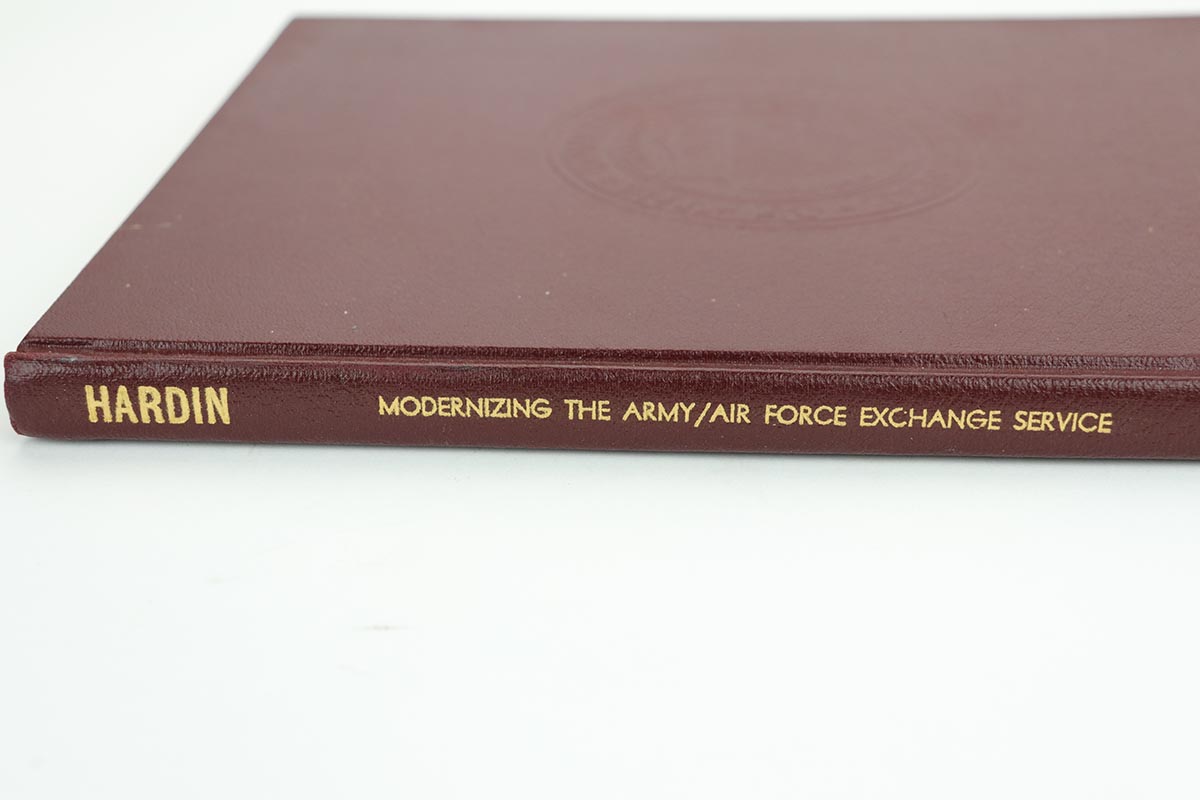 HARDIN MODERNIZING THE ARMY/AIR FORCE EXCHANGE SERVICE